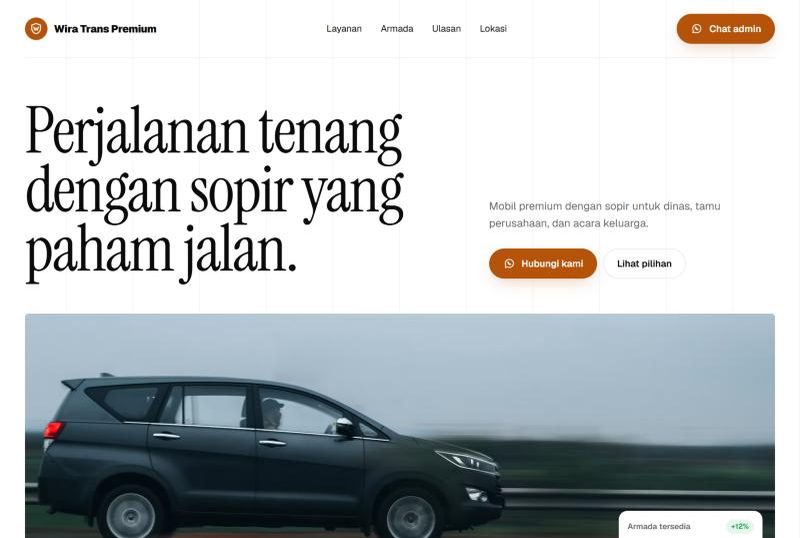 Wira Trans Premium
Layanan
Armada
Ulasan
Lokasi
Chat admin
Perjalanan tenang
dengan sopir yang
paham jalan.
Mobil premium dengan sopir untuk dinas, tamu
perusahaan, dan acara keluarga.
Hubungi kami
Lihat pilihan
Armada tersedia
+12%